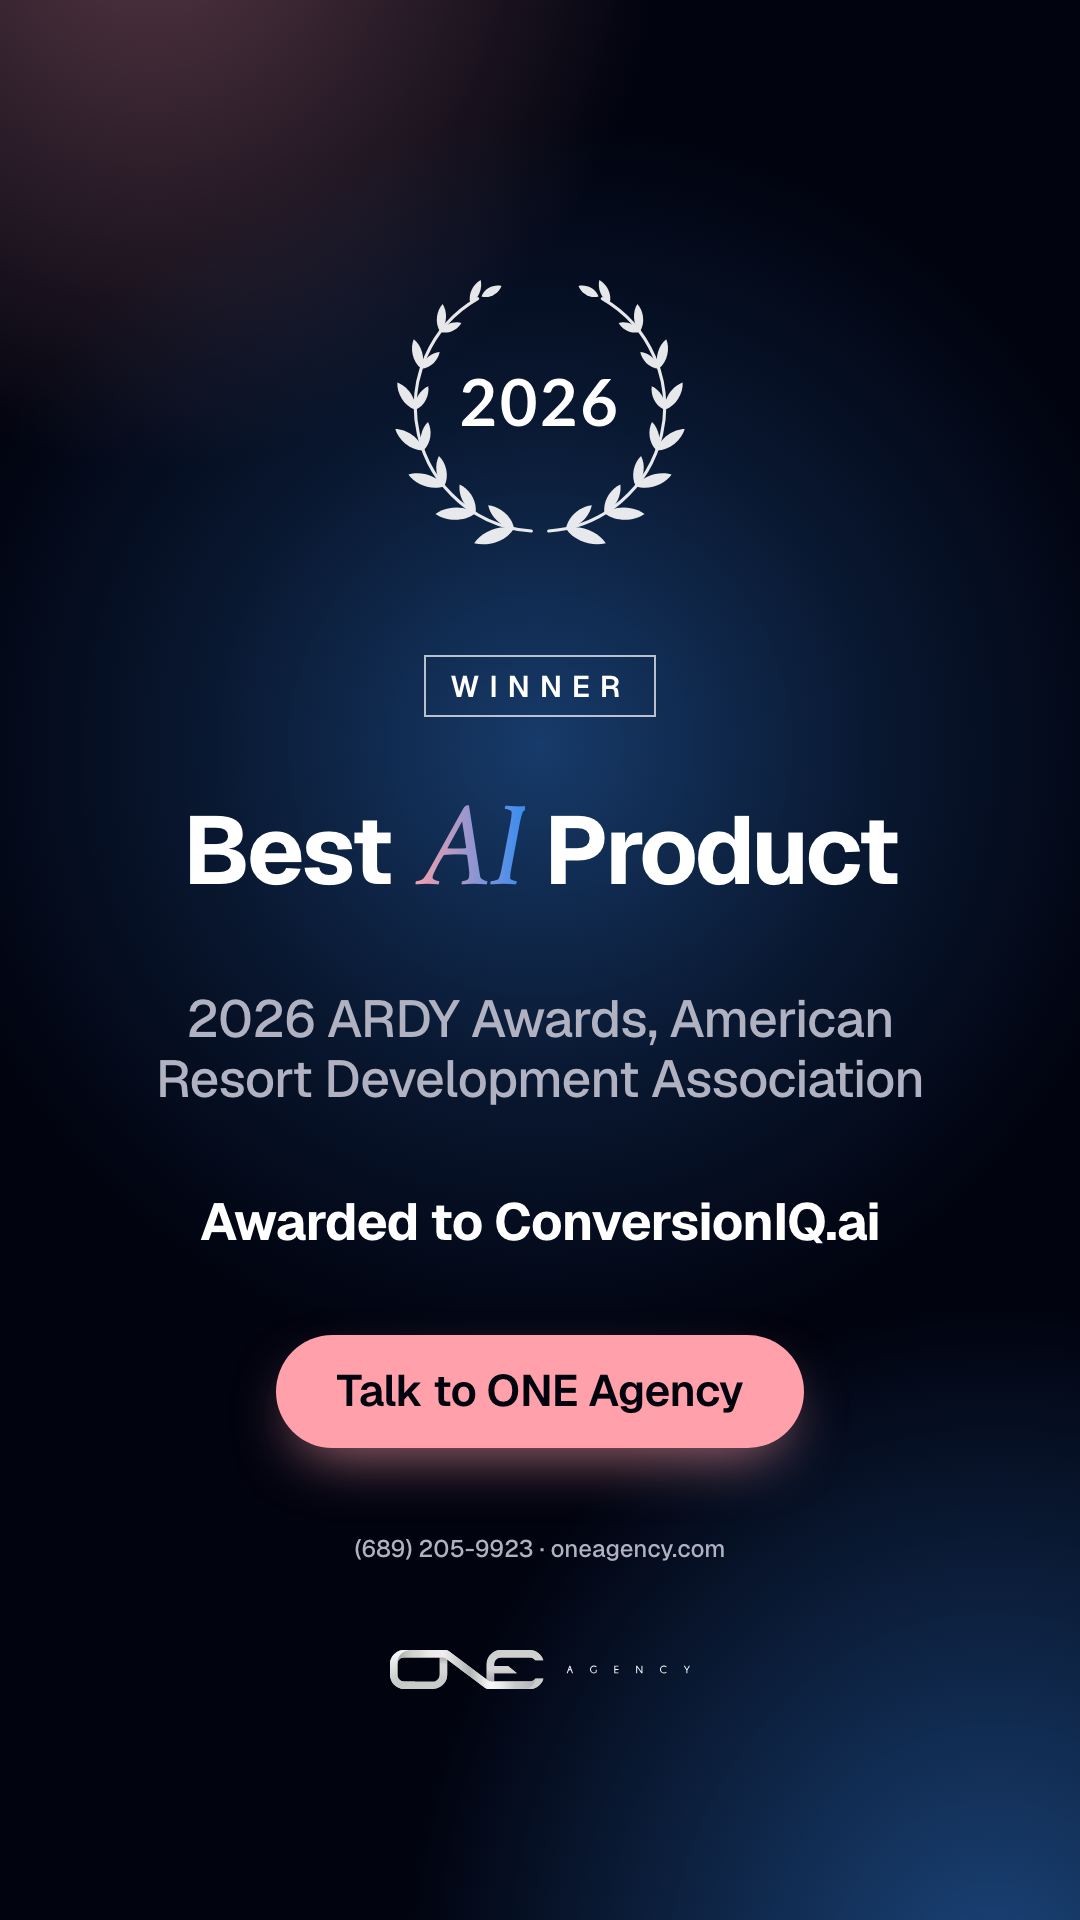 2026
WINNER
Best AI Product
2026 ARDY Awards, American
Resort Development Association
Awarded to ConversionIQ.ai
Talk to ONE Agency
(689) 205-9923 · oneagency.com
ONE AGENCY